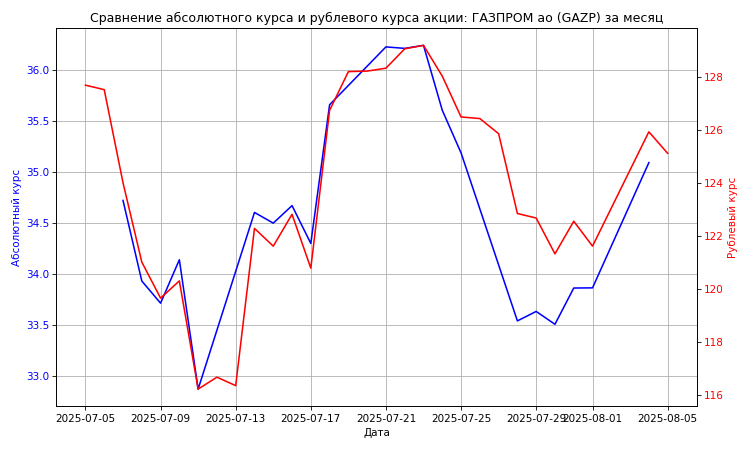 Сравнение абсолютного курса и рублевого курса акции: ГАЗПРОМ ао (GAZP) за месяц
36.0
35.5
35.0
34.5
34.0
33.5
33.0
Абсолютный курс
128
126
124
122
120
118
116
Рублевый курс
2025-07-05 2025-07-09 2025-07-13 2025-07-17 2025-07-21 2025-07-25 2025-07-29 2025-08-01 2025-08-05
Дата